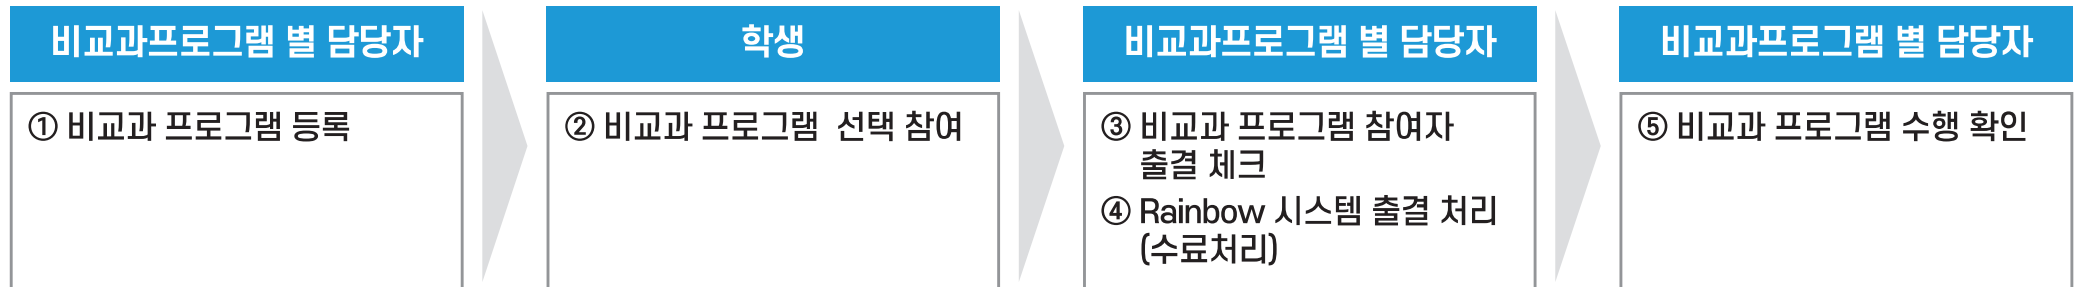 비교과프로그램 별 담당자
① 비교과 프로그램 등록
학생
② 비교과 프로그램 선택 참여
비교과프로그램 별 담당자
③ 비교과 프로그램 참여자
출결 체크
④ Rainbow 시스템 출결 처리
(수료처리)
비교과프로그램 별 담당자
⑤ 비교과 프로그램 수행 확인